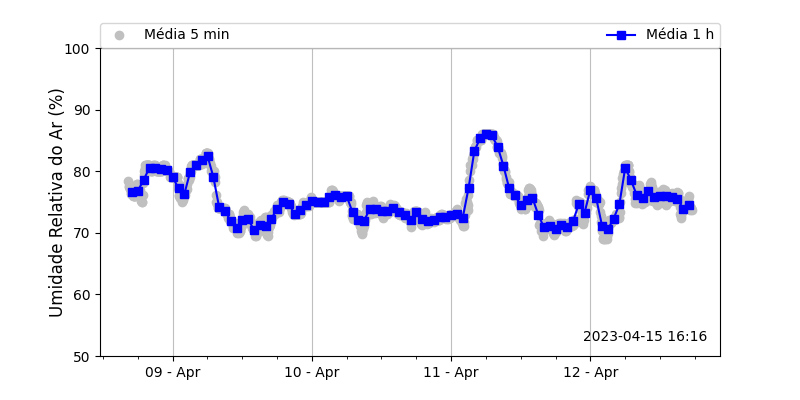 Média 5 min
Média 1 h
Umidade Relativa do Ar (%)
100
90
80
70
60
50
2023-04-15 16:16
09 - Apr
10 - Apr
11 - Apr
12 - Apr